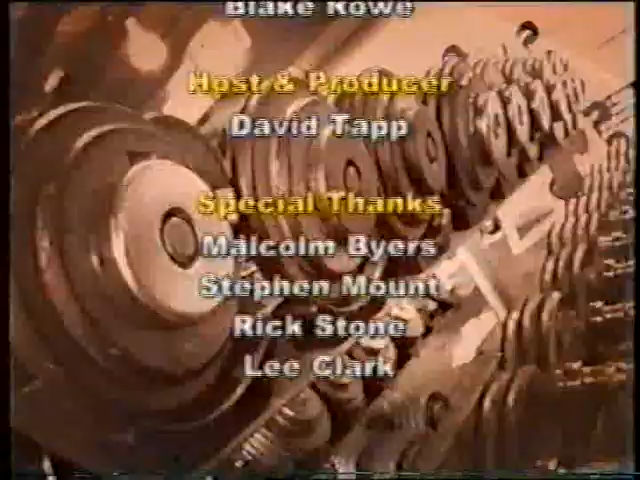 Blake Rowe
Host & Producer
David Tapp
Special Thanks
Malcolm Byers
Stephen Mount
Rick Stone
Lee Clark